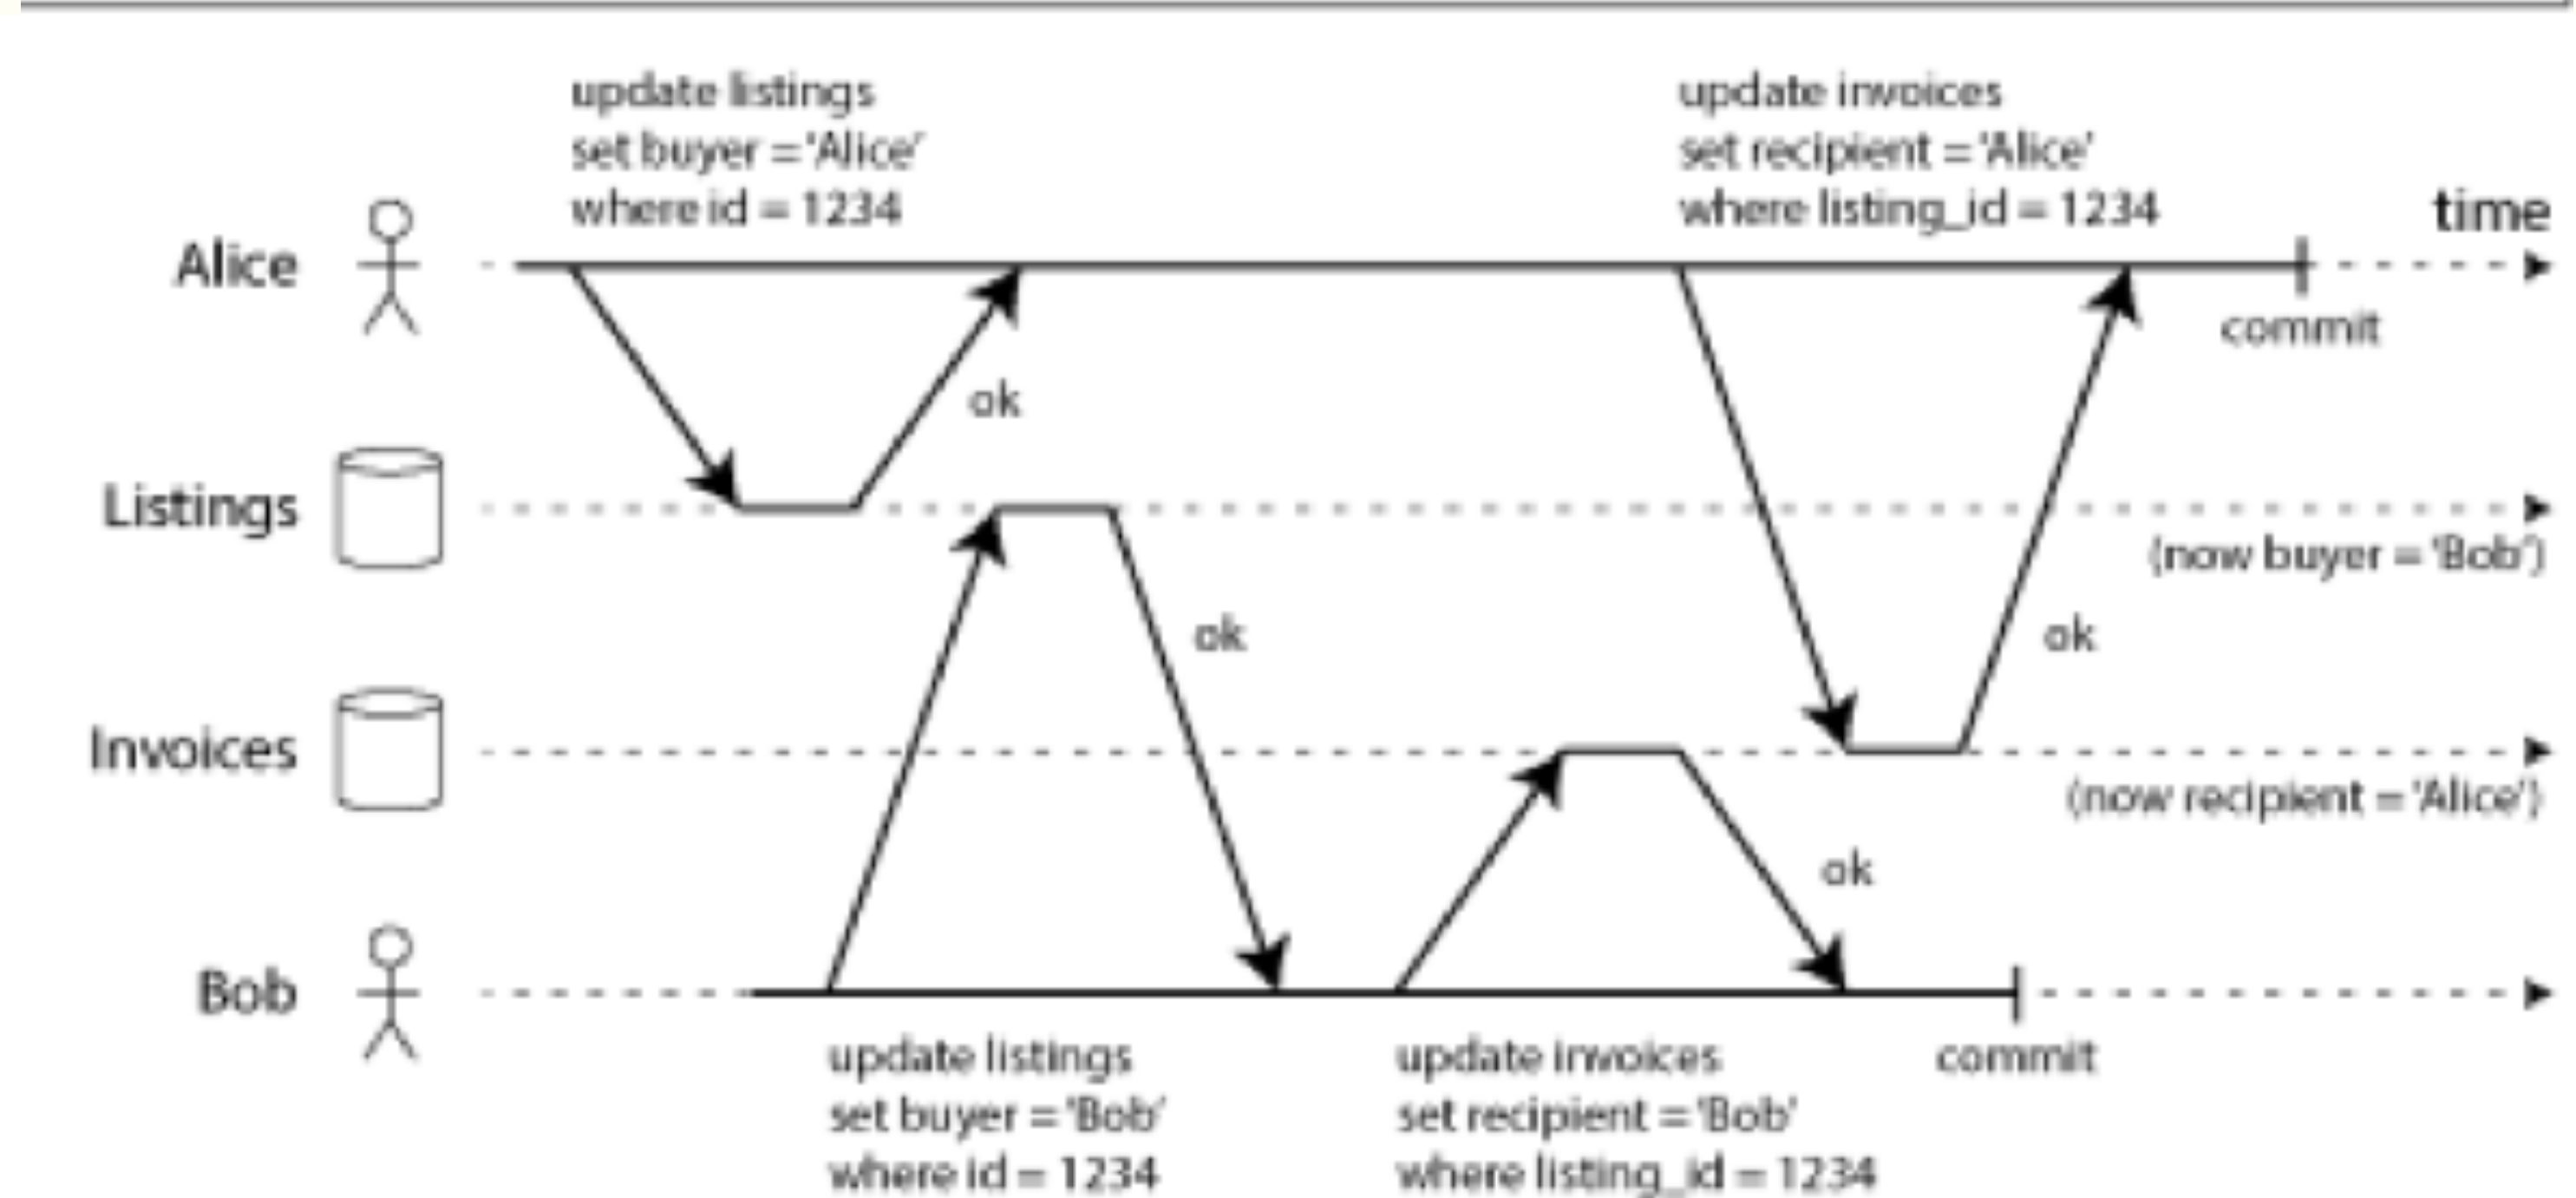 update listings
set buyer = 'Alice'
where id = 1234
update invoices
set recipient = 'Alice'
where listing_id = 1234
time
Alice
commit
ok
Listings
(now buyer = 'Bob')
ok
ok
Invoices
(now recipient = 'Alice')
ok
Bob
update listings
set buyer = 'Bob'
where id = 1234
update invoices
set recipient = 'Bob'
where listing_id = 1234
commit